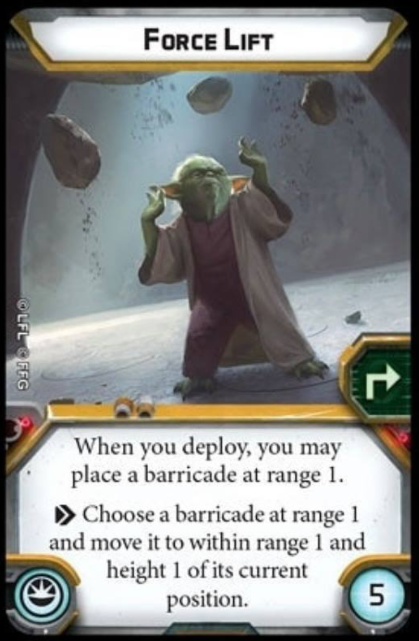 FORCE LIFT
©LFL ©FFG
When you deploy, you may
place a barricade at range 1.
Choose a barricade at range 1
and move it to within range 1 and
height 1 of its current
position.
5